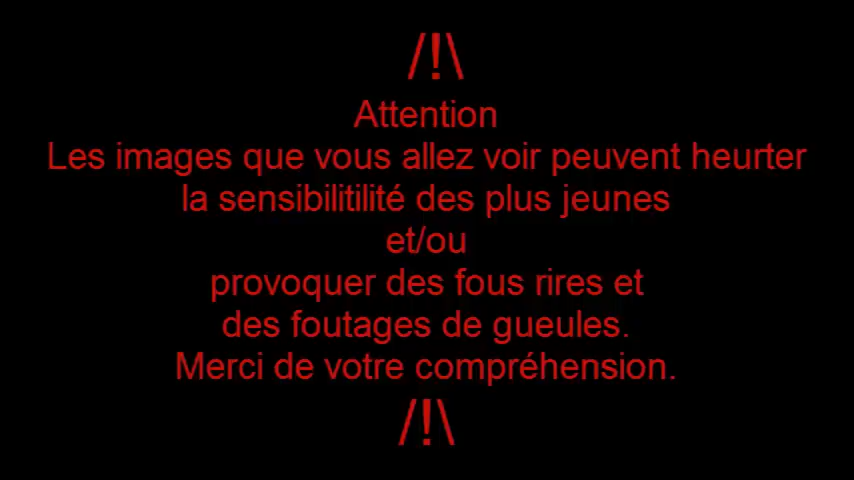 /!\
Attention
Les images que vous allez voir peuvent heurter
la sensibilitilité des plus jeunes
et/ou
provoquer des fous rires et
des foutages de gueules.
Merci de votre compréhension.
/!\